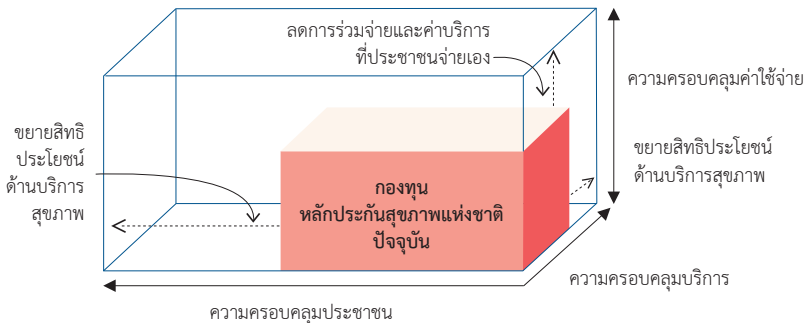 ลดการร่วมจ่ายและค่าบริการ
ที่ประชาชนจ่ายเอง
ความครอบคลุมค่าใช้จ่าย
ขยายสิทธิ
ประโยชน์
ด้านบริการ
สุขภาพ
ขยายสิทธิประโยชน์
ด้านบริการสุขภาพ
กองทุน
หลักประกันสุขภาพแห่งชาติ
ปัจจุบัน
ความครอบคลุมบริการ
ความครอบคลุมประชาชน